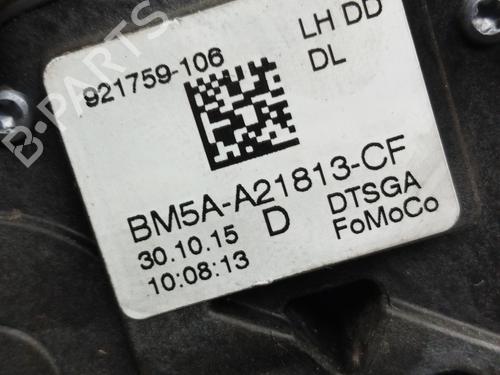 921759-106
LH DD
DL
BM5A-A21813-CF
30.10.15 D DTSGA
10:08:13 FoMoCo
B-PARTS